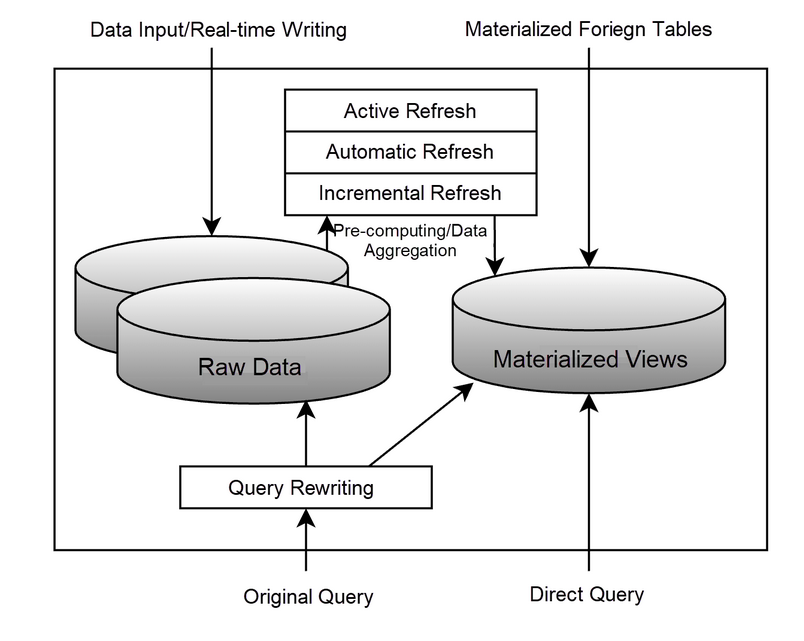 Data Input/Real-time Writing
Materialized Foriegn Tables
Active Refresh
Automatic Refresh
Incremental Refresh
Pre-computing/Data
Aggregation
Raw Data
Materialized Views
Query Rewriting
Original Query
Direct Query